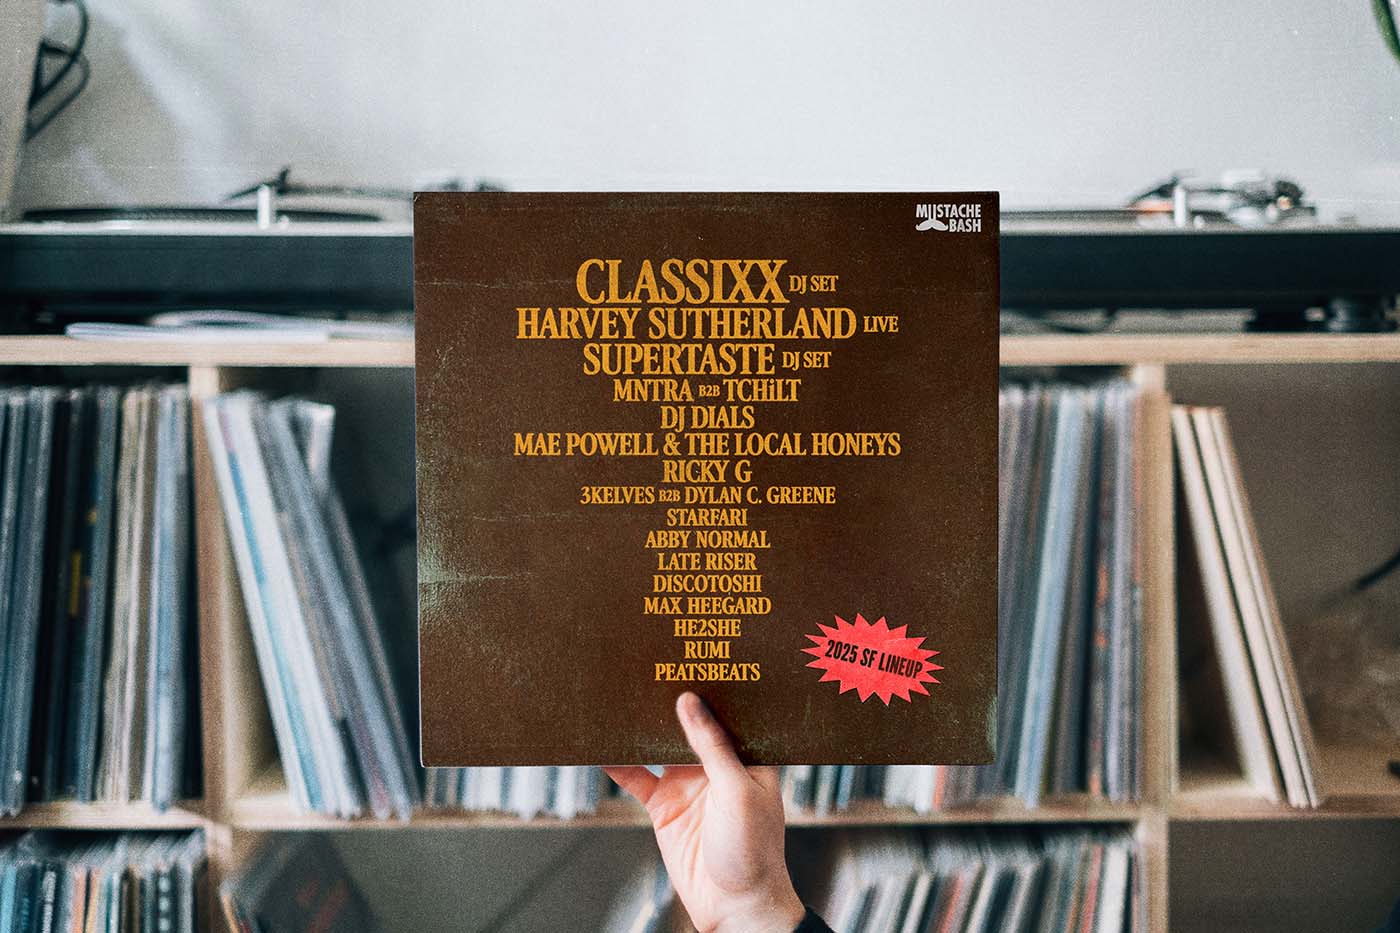 MUSTACHE
BASH
CLASSIXX DJ SET
HARVEY SUTHERLAND LIVE
SUPERTASTE DJ SET
MNTRA B2B TCHiLT
DJ DIALS
MAE POWELL & THE LOCAL HONEYS
RICKY G
3KELVES B2B DYLAN C. GREENE
STARFARI
ABBY NORMAL
LATE RISER
DISCOTOSHI
MAX HEEGARD
HE2SHE
RUMI
PEATSBEATS
2025 SF LINEUP